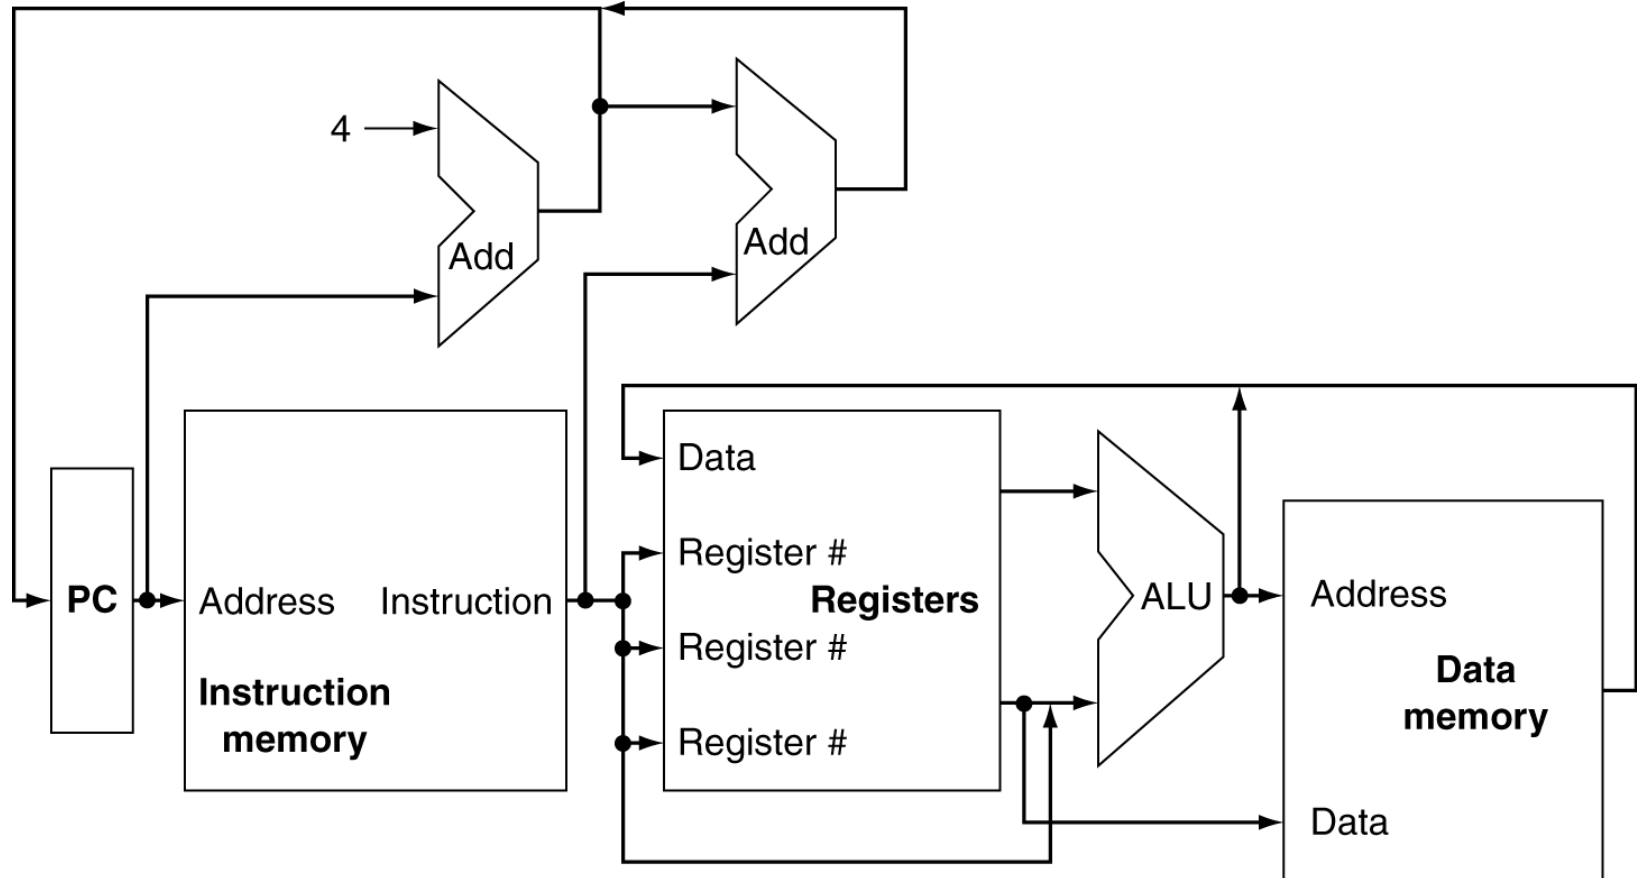 4
Add
Add
Data
Register #
PC
Address
Instruction
Registers
ALU
Address
Register #
Instruction
memory
Data
memory
Register #
Data